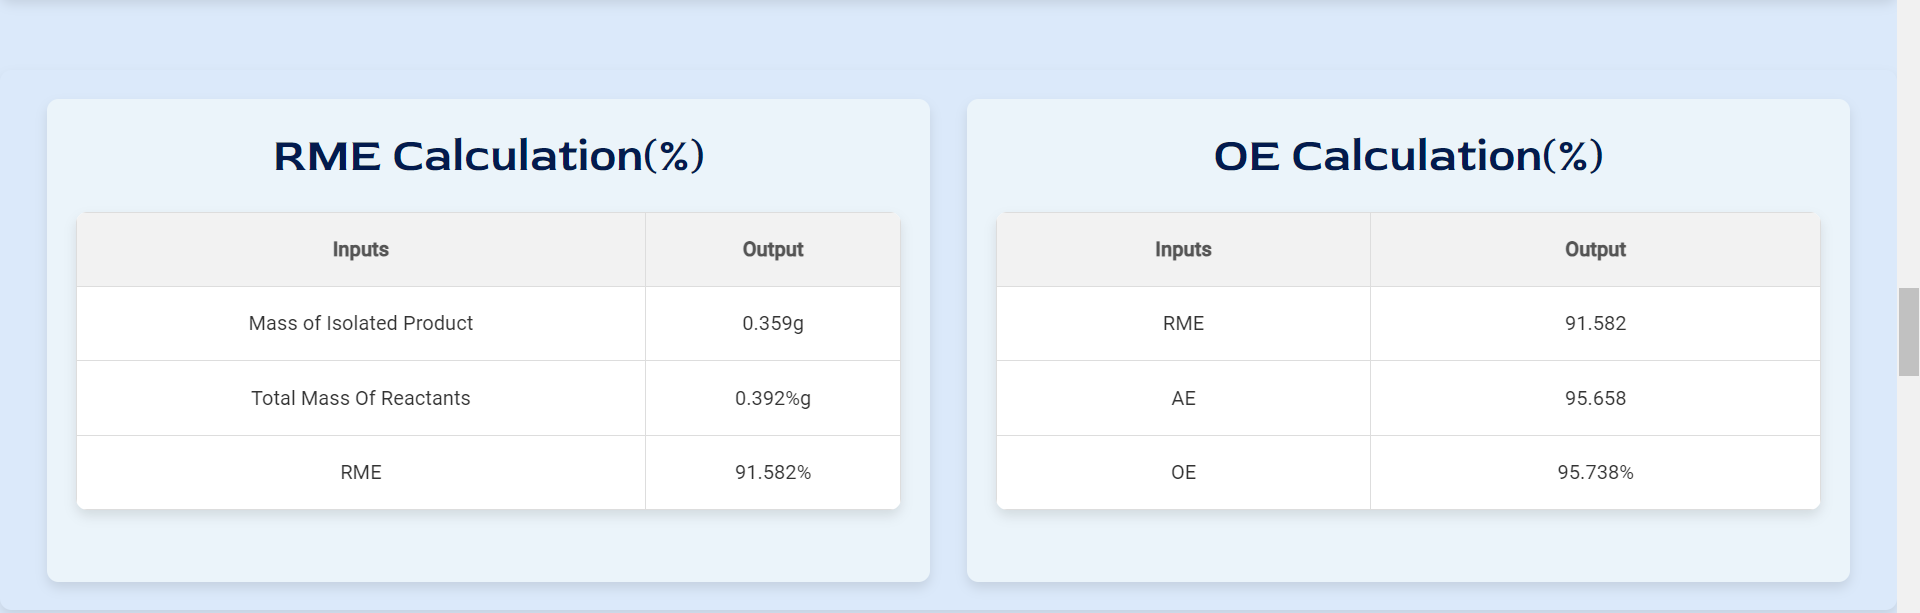 RME Calculation(%)
Inputs Output
Mass of Isolated Product 0.359g
Total Mass Of Reactants 0.392%g
RME 91.582%
OE Calculation(%)
Inputs Output
RME 91.582
AE 95.658
OE 95.738%